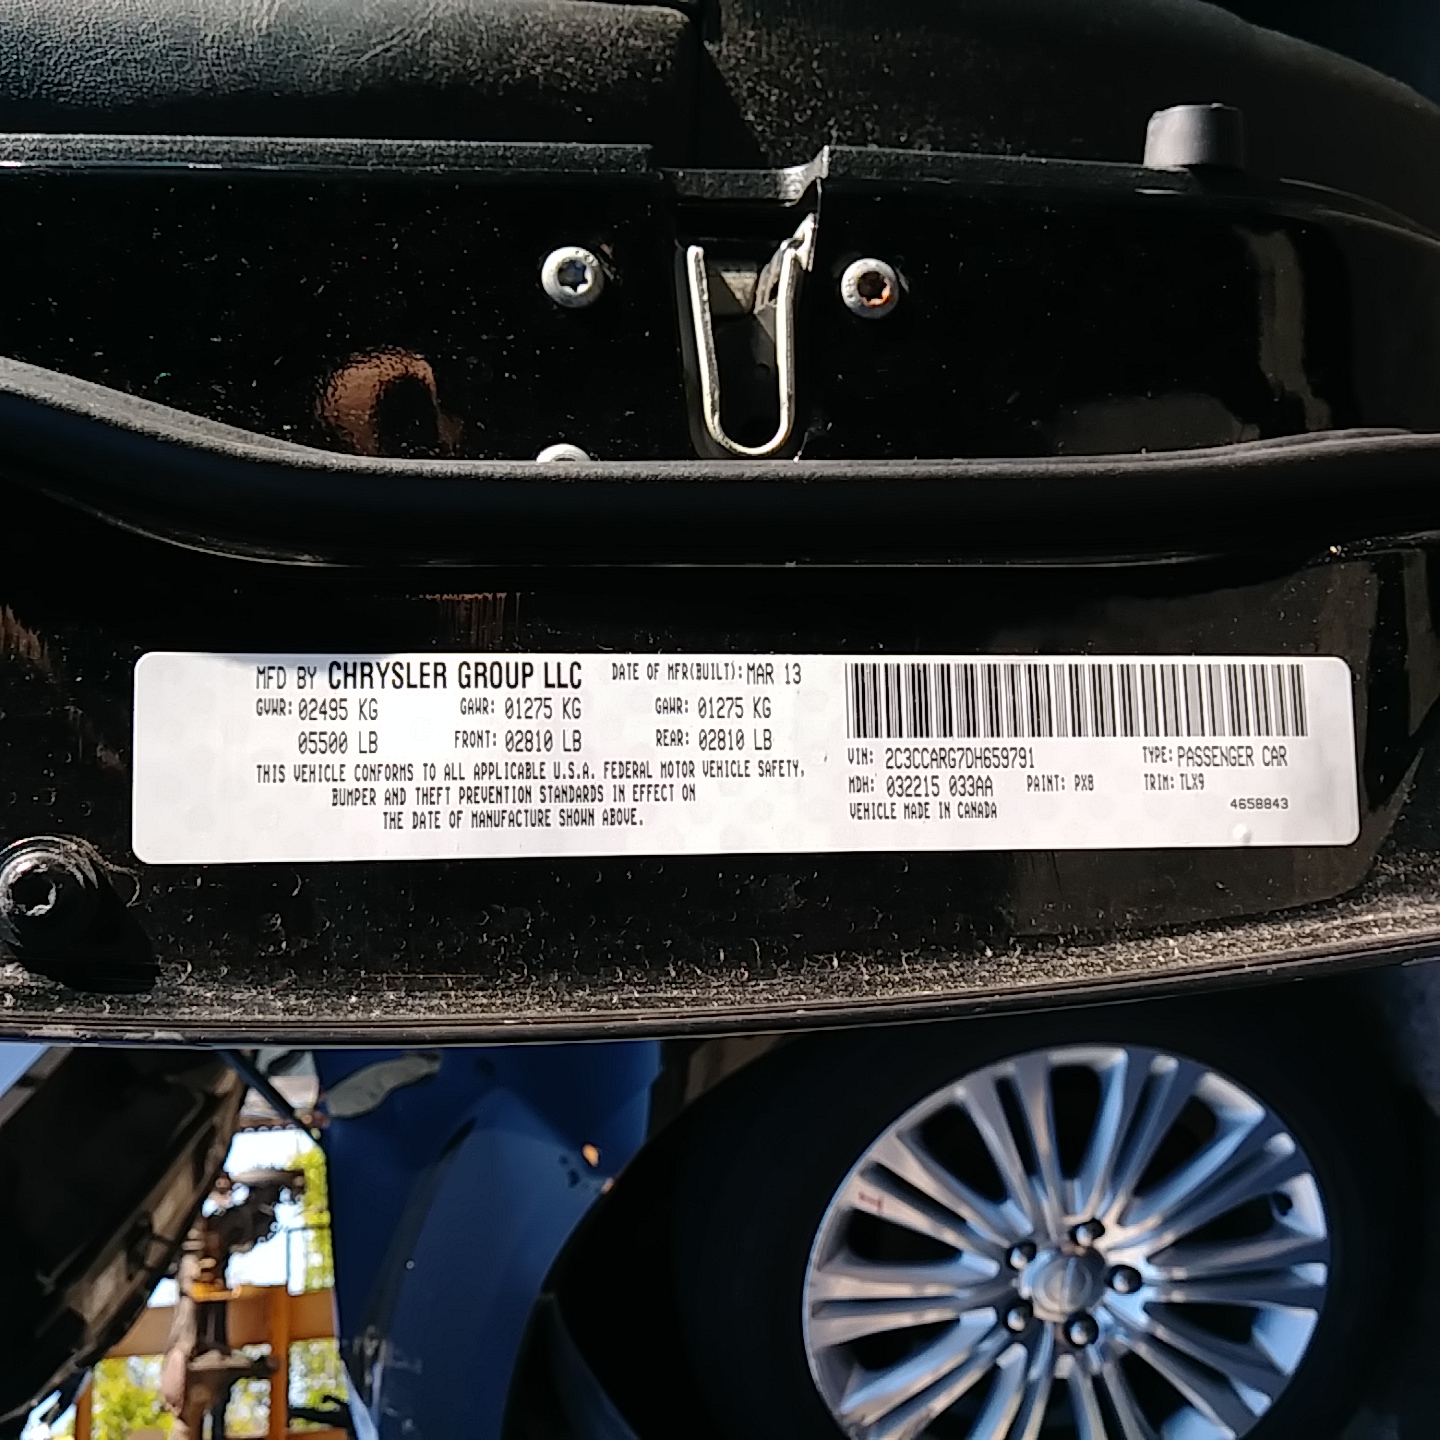 MFD BY CHRYSLER GROUP LLC DATE OF MFR(BUILT): MAR 13
GVWR: 02495 KG GAWR: 01275 KG GAWR: 01275 KG
05500 LB FRONT: 02810 LB REAR: 02810 LB
THIS VEHICLE CONFORMS TO ALL APPLICABLE U.S.A. FEDERAL MOTOR VEHICLE SAFETY,
BUMPER AND THEFT PREVENTION STANDARDS IN EFFECT ON
THE DATE OF MANUFACTURE SHOWN ABOVE.
VIN: 2C3CCARG7DH659791 TYPE: PASSENGER CAR
MDH: 032215 033AA PAINT: PX8 TRIM: TLX9
VEHICLE MADE IN CANADA 4658843